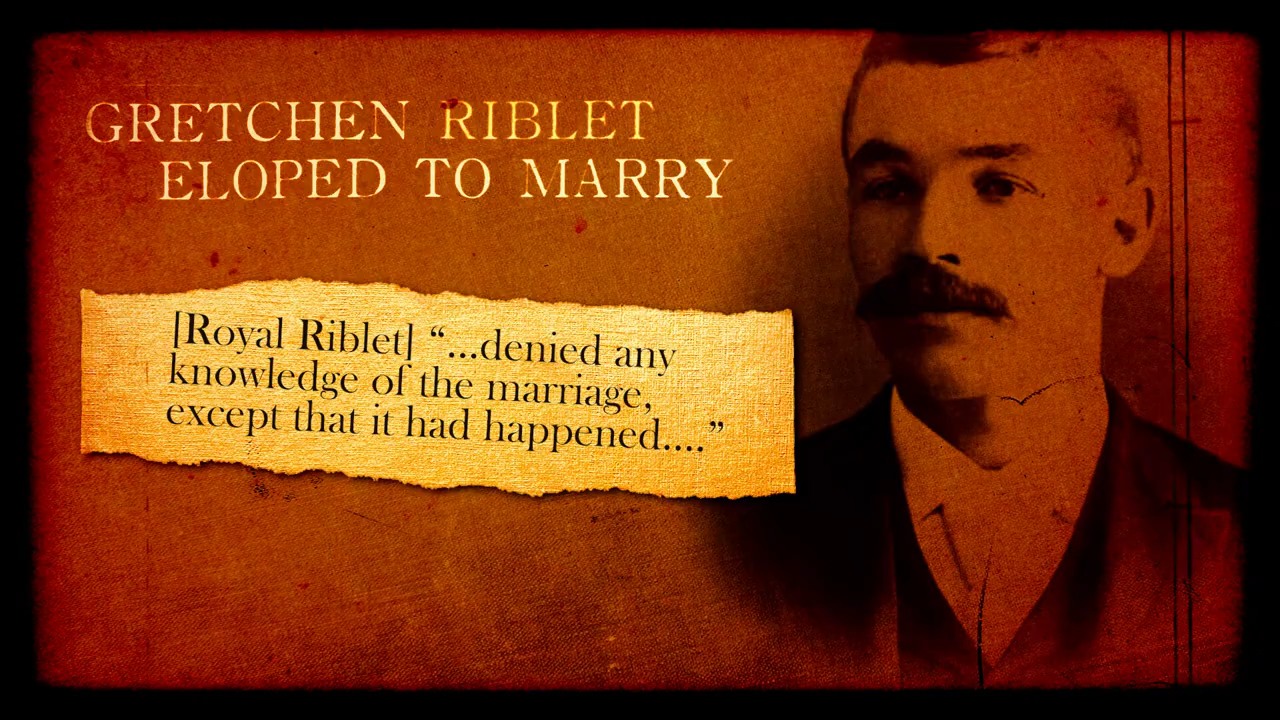 GRETCHEN RIBLET
ELOPED TO MARRY
[Royal Riblet] “...denied any
knowledge of the marriage,
except that it had happened....”